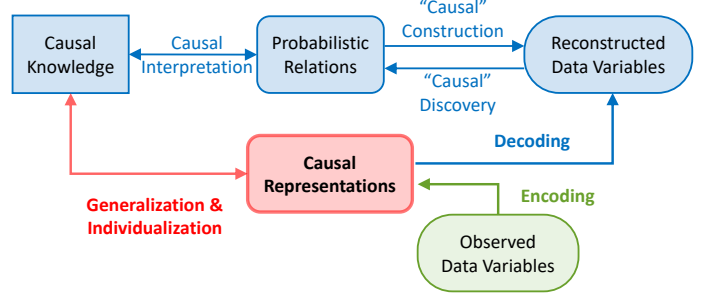 "Causal"
Construction
Causal
Knowledge
Causal
Interpretation
Probabilistic
Relations
Reconstructed
Data Variables
"Causal"
Discovery
Decoding
Causal
Representations
Generalization &
Individualization
Encoding
Observed
Data Variables